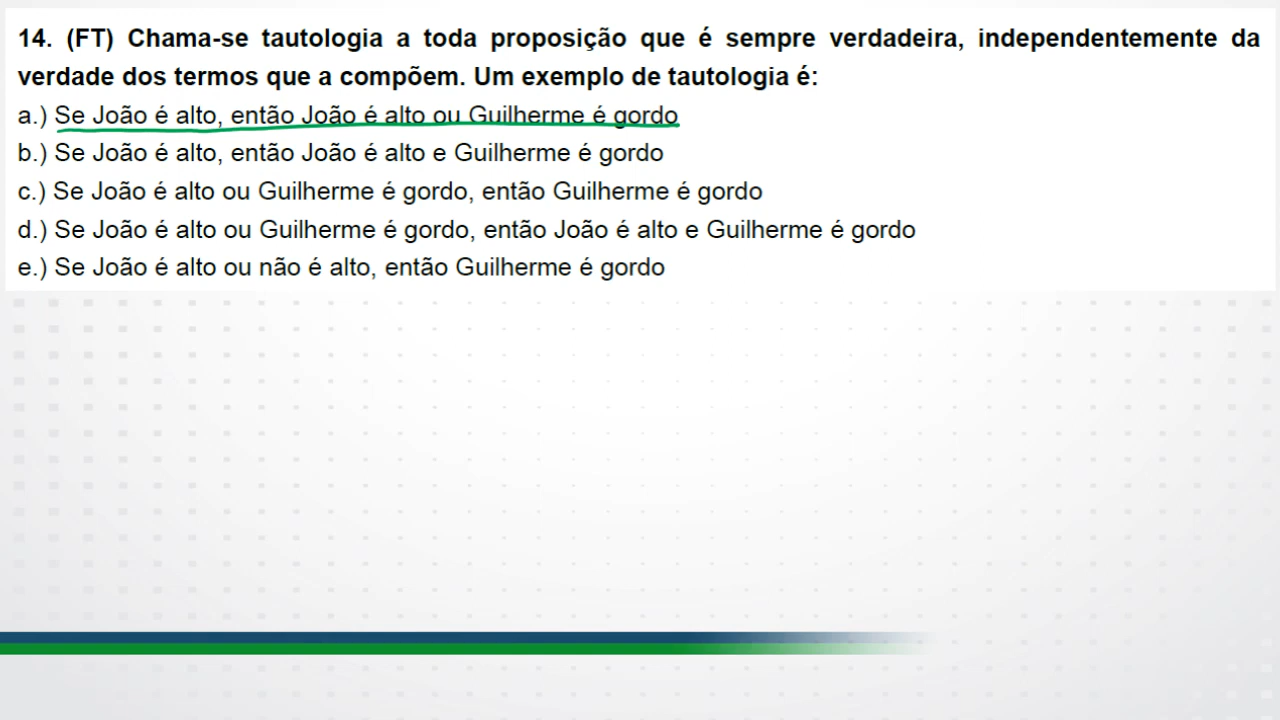 14. (FT) Chama-se tautologia a toda proposição que é sempre verdadeira, independentemente da
verdade dos termos que a compõem. Um exemplo de tautologia é:
a.) Se João é alto, então João é alto ou Guilherme é gordo
b.) Se João é alto, então João é alto e Guilherme é gordo
c.) Se João é alto ou Guilherme é gordo, então Guilherme é gordo
d.) Se João é alto ou Guilherme é gordo, então João é alto e Guilherme é gordo
e.) Se João é alto ou não é alto, então Guilherme é gordo